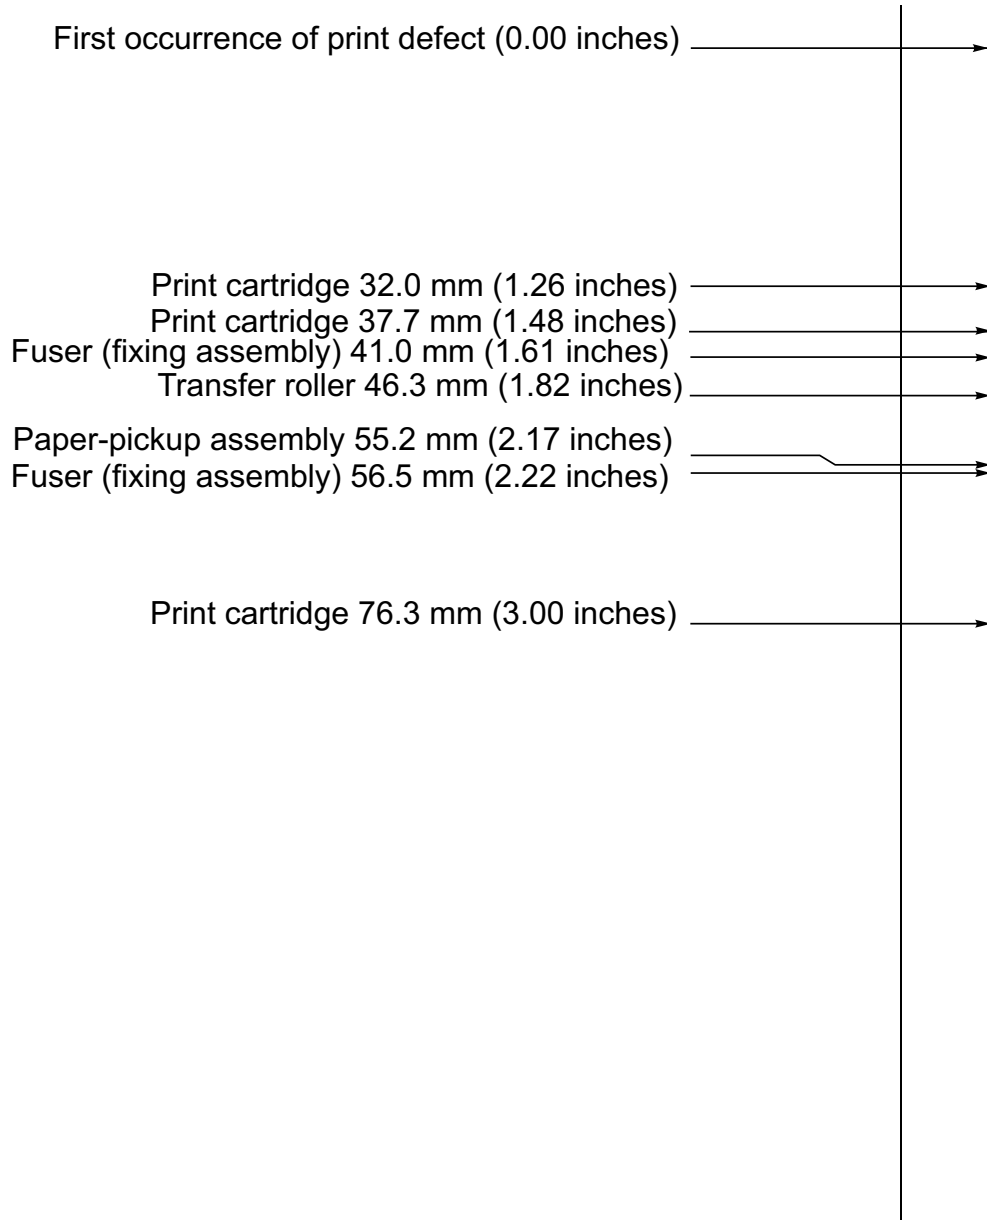 First occurrence of print defect (0.00 inches)
Print cartridge 32.0 mm (1.26 inches)
Print cartridge 37.7 mm (1.48 inches)
Fuser (fixing assembly) 41.0 mm (1.61 inches)
Transfer roller 46.3 mm (1.82 inches)
Paper-pickup assembly 55.2 mm (2.17 inches)
Fuser (fixing assembly) 56.5 mm (2.22 inches)
Print cartridge 76.3 mm (3.00 inches)